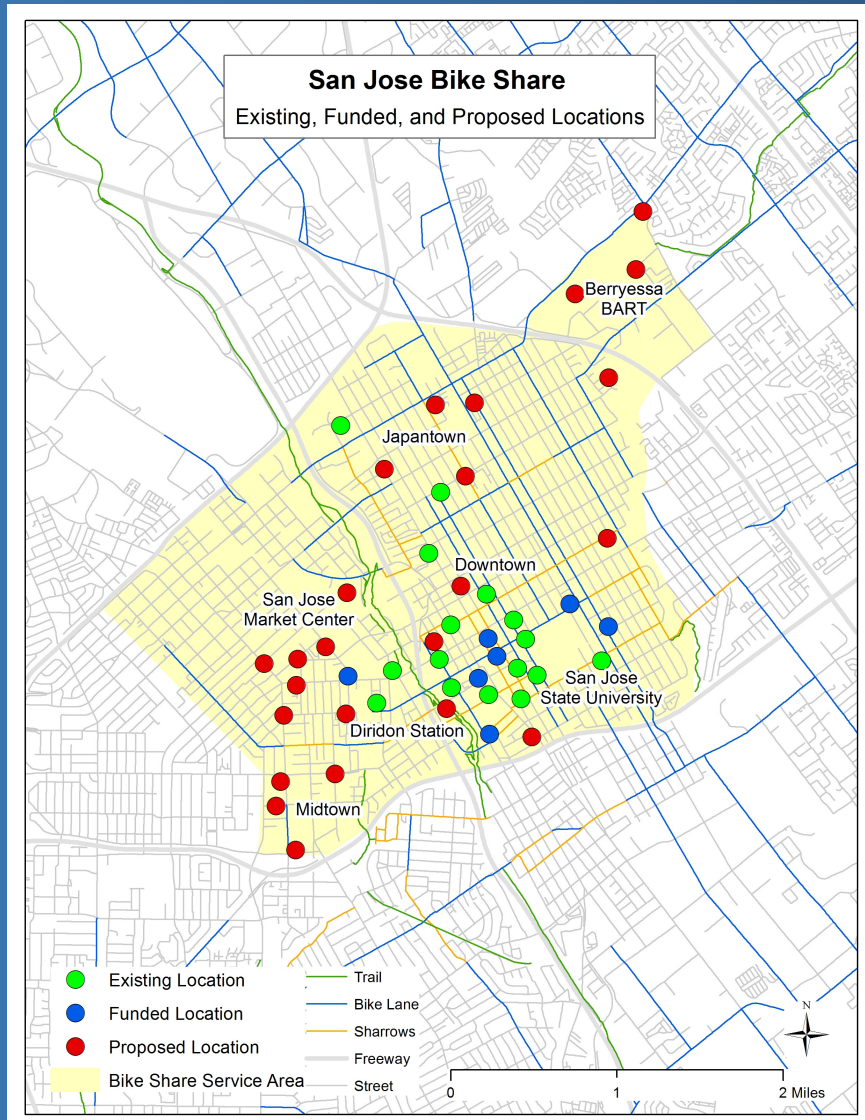 San Jose Bike Share
Existing, Funded, and Proposed Locations
Berryessa
BART
Japantown
Downtown
San Jose
Market Center
San Jose
State University
Diridon Station
Midtown
Existing Location
Funded Location
Proposed Location
Bike Share Service Area
Trail
Bike Lane
Sharrows
Freeway
Street
N
0
1
2 Miles